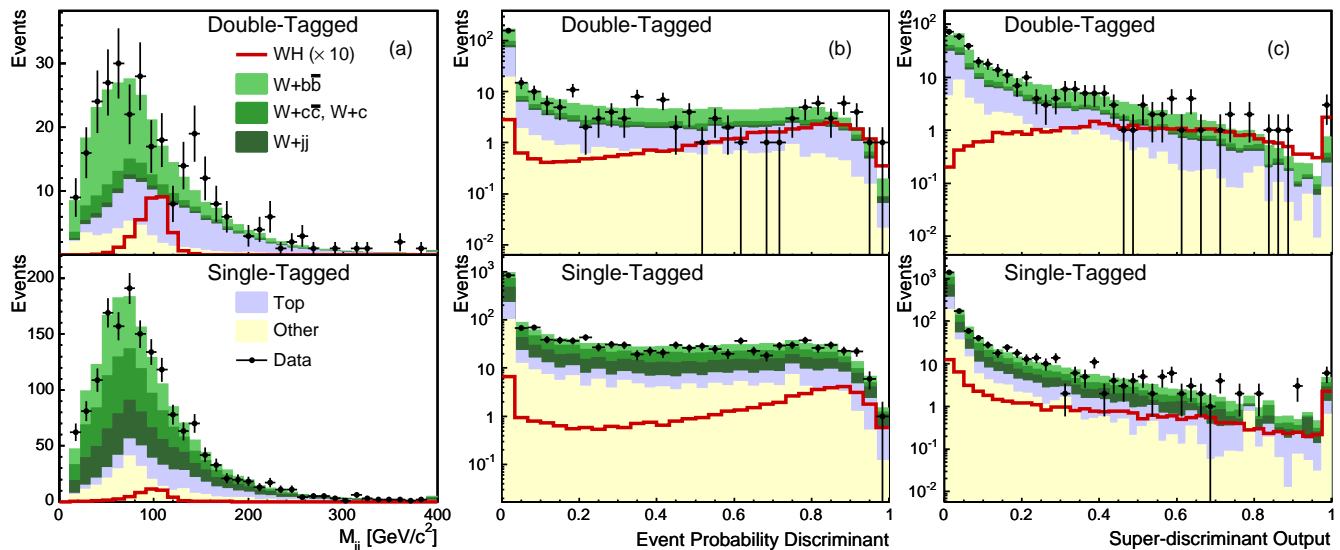 Double-Tagged
(a)
Events
30
20
10
WH (× 10)
W+bb̅
W+cc̅, W+c
W+jj
Single-Tagged
Events
200
150
100
50
0
Top
Other
Data
0 100 200 300 400
M_jj [GeV/c²]
Double-Tagged
(b)
Events
10²
10
1
10⁻¹
10⁻²
Single-Tagged
Events
10³
10²
10
1
10⁻¹
0 0.2 0.4 0.6 0.8 1
Event Probability Discriminant
Double-Tagged
(c)
Events
10²
10
1
10⁻¹
10⁻²
Single-Tagged
Events
10³
10²
10
1
10⁻¹
10⁻²
0 0.2 0.4 0.6 0.8 1
Super-discriminant Output